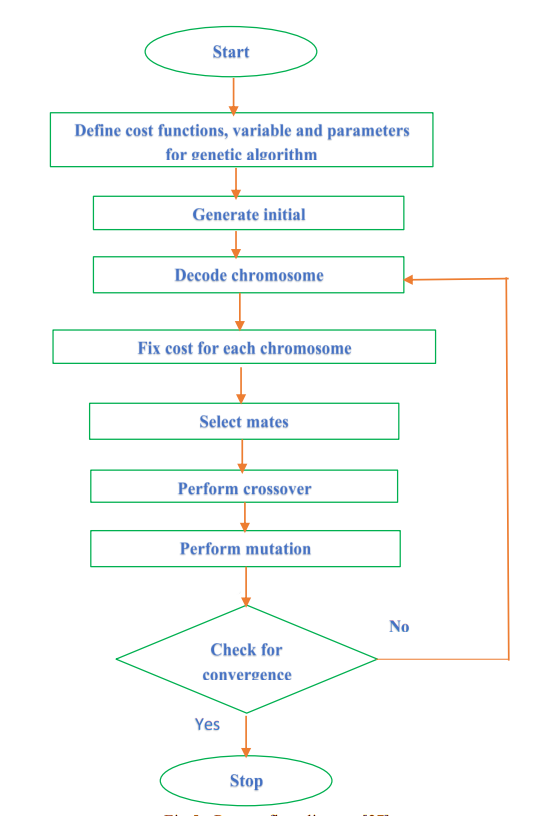 Start
Define cost functions, variable and parameters
for genetic algorithm
Generate initial
Decode chromosome
Fix cost for each chromosome
Select mates
Perform crossover
Perform mutation
No
Check for
convergence
Yes
Stop